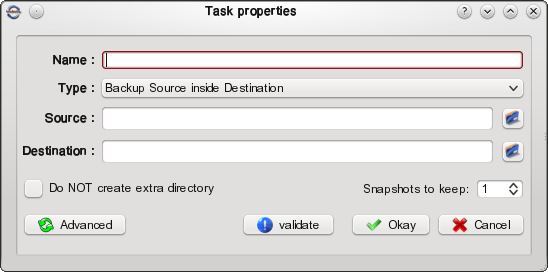 Task properties
Name :
Type : Backup Source inside Destination
Source :
Destination :
Do NOT create extra directory Snapshots to keep: 1
Advanced validate Okay Cancel